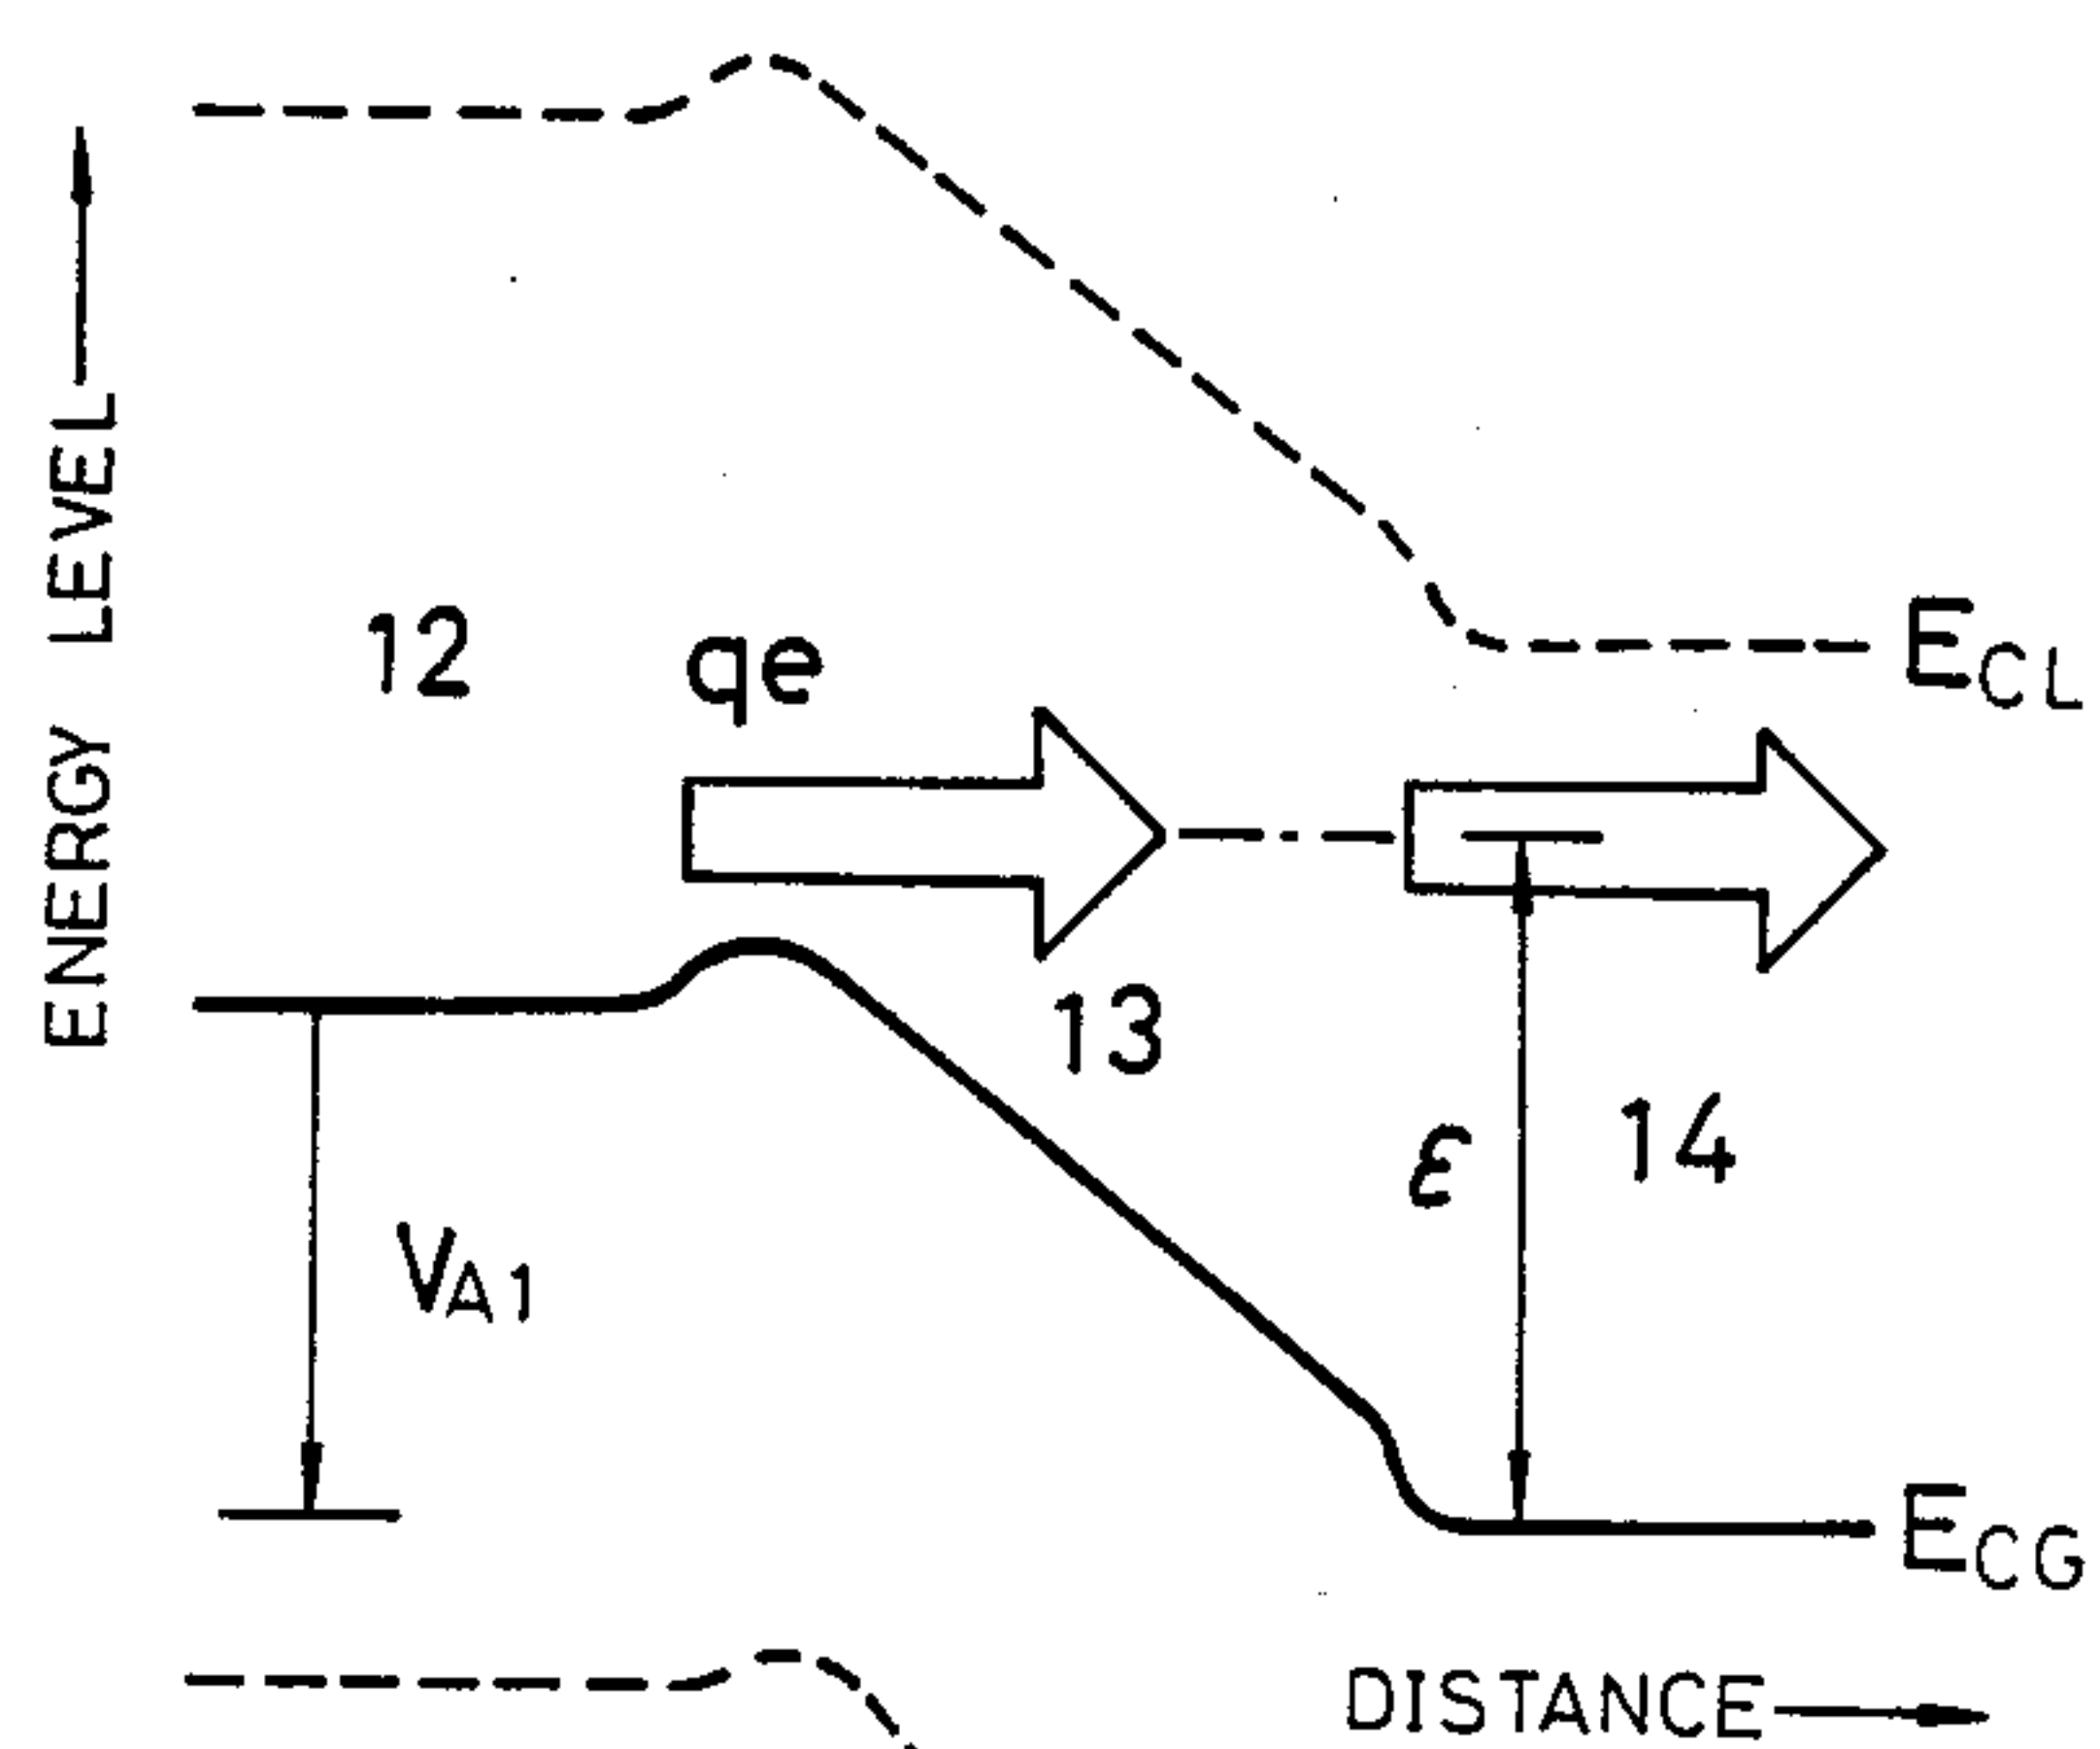 ENERGY LEVEL
12
qe
E_CL
13
ε
14
V_A1
E_CG
DISTANCE